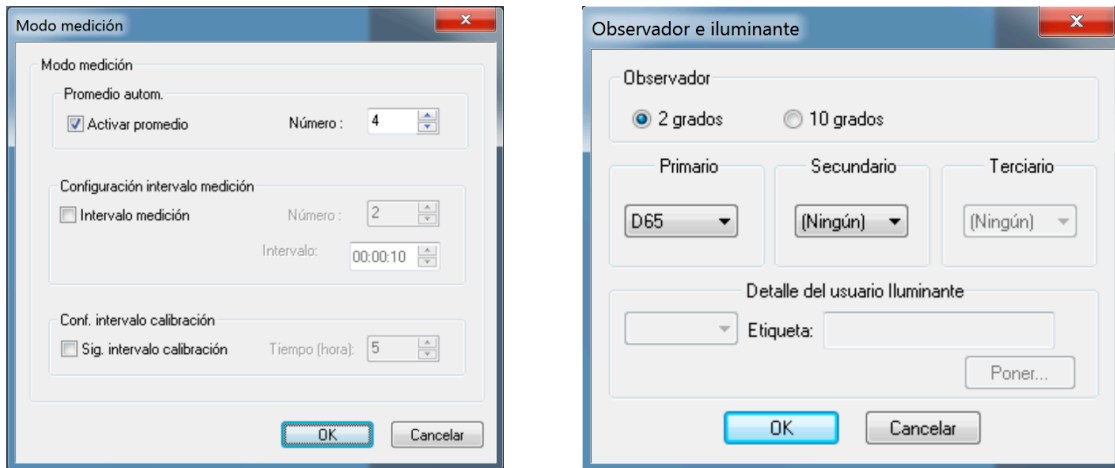 Modo medición
Modo medición
Promedio autom.
Activar promedio Número : 4
Configuración intervalo medición
Intervalo medición Número : 2
Intervalo: 00:00:10
Conf. intervalo calibración
Sig. intervalo calibración Tiempo (hora): 5
OK Cancelar
Observador e iluminante
Observador
2 grados 10 grados
Primario Secundario Terciario
D65 (Ningún) (Ningún)
Detalle del usuario Iluminante
Etiqueta:
Poner...
OK Cancelar